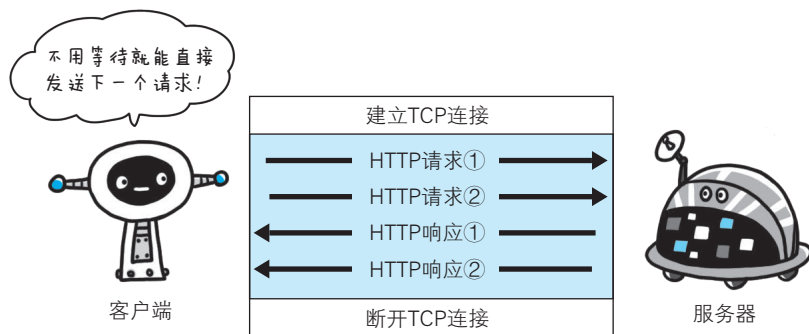 不用等待就能直接
发送下一个请求!
建立TCP连接
HTTP请求①
HTTP请求②
HTTP响应①
HTTP响应②
断开TCP连接
客户端
服务器